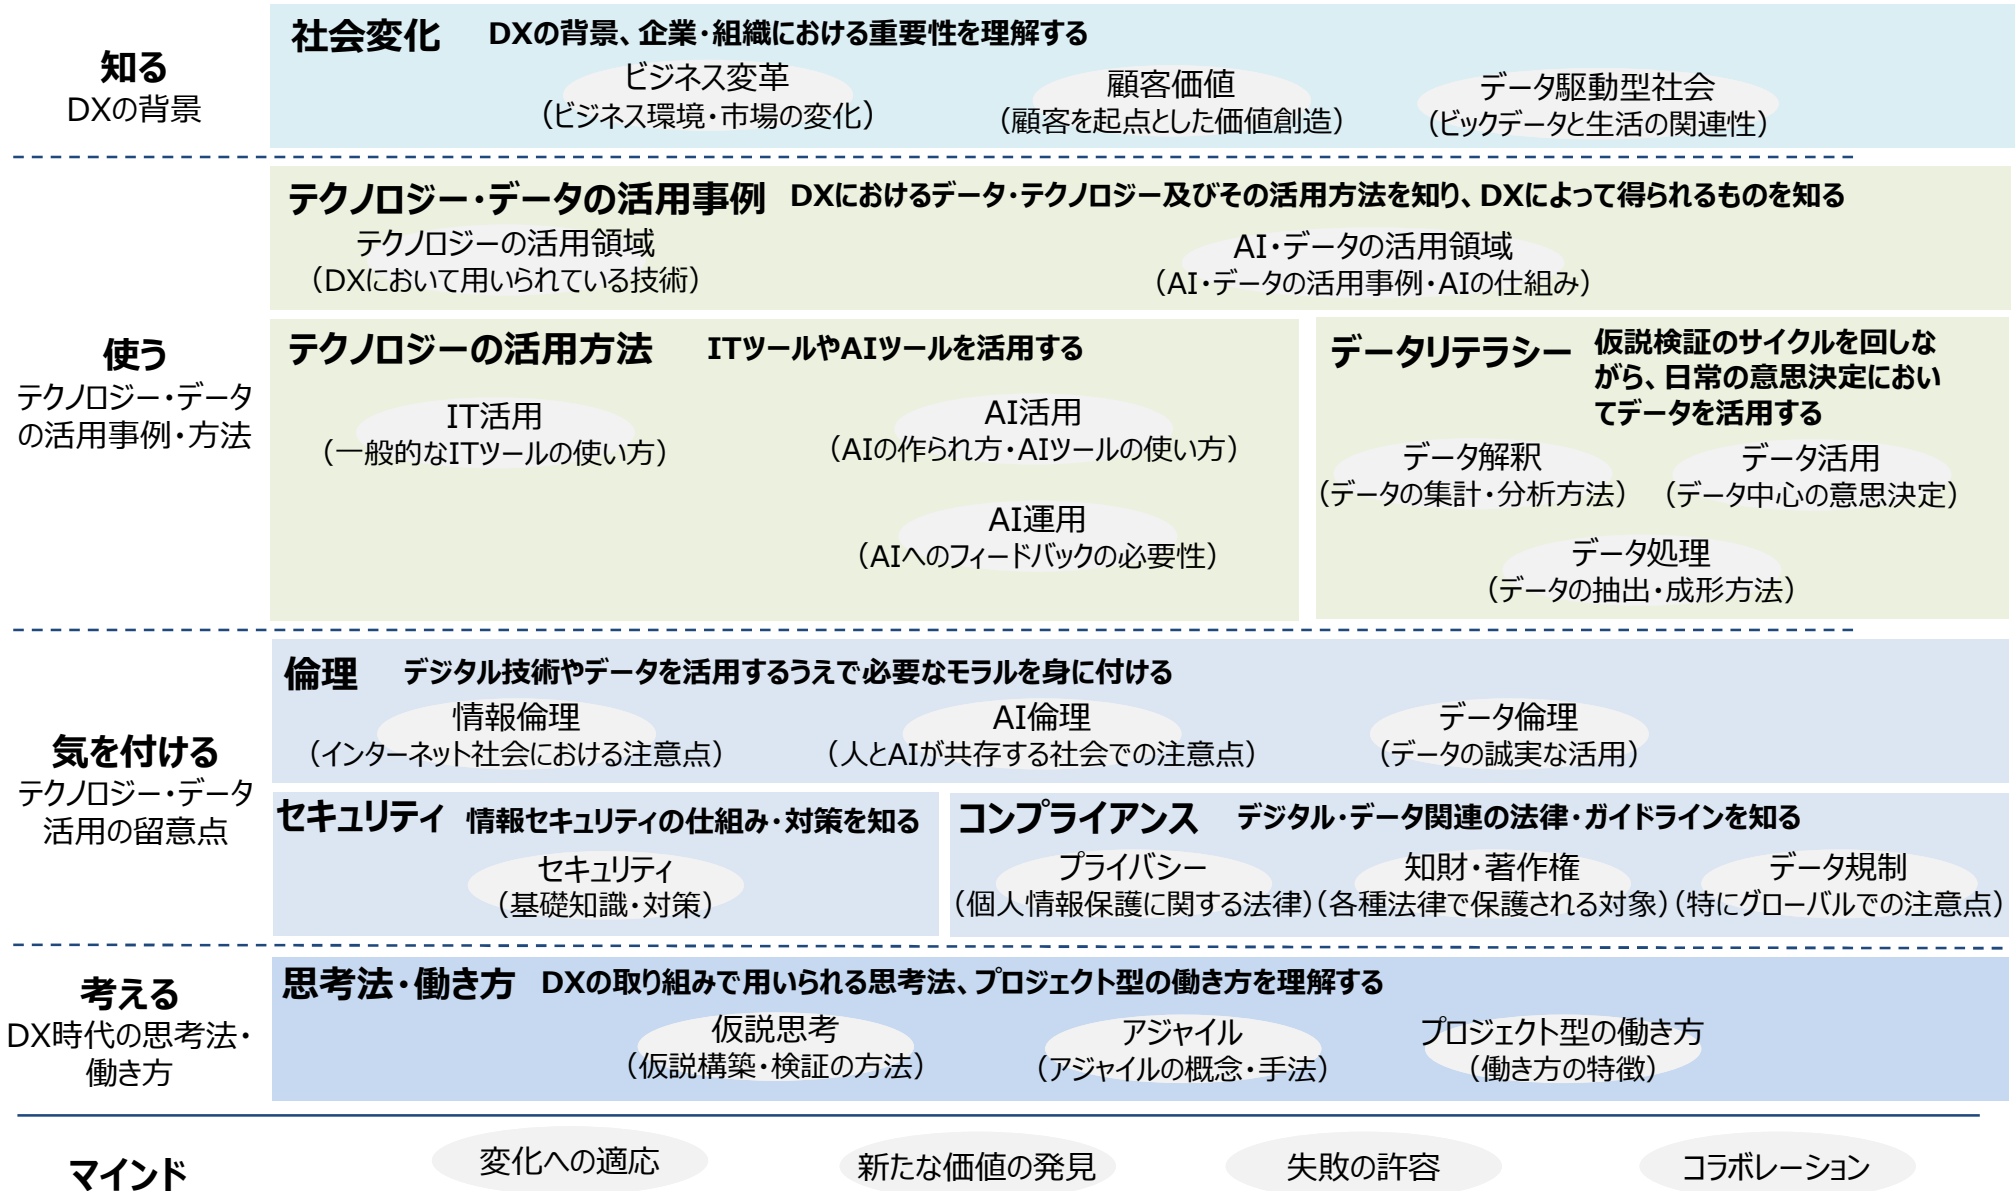 知る
DXの背景
社会変化 DXの背景、企業・組織における重要性を理解する
ビジネス変革
（ビジネス環境・市場の変化）
顧客価値
（顧客を起点とした価値創造）
データ駆動型社会
（ビックデータと生活の関連性）
使う
テクノロジー・データ
の活用事例・方法
テクノロジー・データの活用事例 DXにおけるデータ・テクノロジー及びその活用方法を知り、DXによって得られるものを知る
テクノロジーの活用領域
（DXにおいて用いられている技術）
AI・データの活用領域
（AI・データの活用事例・AIの仕組み）
テクノロジーの活用方法 ITツールやAIツールを活用する
IT活用
（一般的なITツールの使い方）
AI活用
（AIの作られ方・AIツールの使い方）
AI運用
（AIへのフィードバックの必要性）
データリテラシー
仮説検証のサイクルを回しな
がら、日常の意思決定におい
てデータを活用する
データ解釈
（データの集計・分析方法）
データ活用
（データ中心の意思決定）
データ処理
（データの抽出・成形方法）
気を付ける
テクノロジー・データ
活用の留意点
倫理 デジタル技術やデータを活用するうえで必要なモラルを身に付ける
情報倫理
（インターネット社会における注意点）
AI倫理
（人とAIが共存する社会での注意点）
データ倫理
（データの誠実な活用）
セキュリティ 情報セキュリティの仕組み・対策を知る
セキュリティ
（基礎知識・対策）
コンプライアンス デジタル・データ関連の法律・ガイドラインを知る
プライバシー
（個人情報保護に関する法律）
知財・著作権
（各種法律で保護される対象）
データ規制
（特にグローバルでの注意点）
考える
DX時代の思考法・
働き方
思考法・働き方 DXの取り組みで用いられる思考法、プロジェクト型の働き方を理解する
仮説思考
（仮説構築・検証の方法）
アジャイル
（アジャイルの概念・手法）
プロジェクト型の働き方
（働き方の特徴）
マインド
変化への適応
新たな価値の発見
失敗の許容
コラボレーション